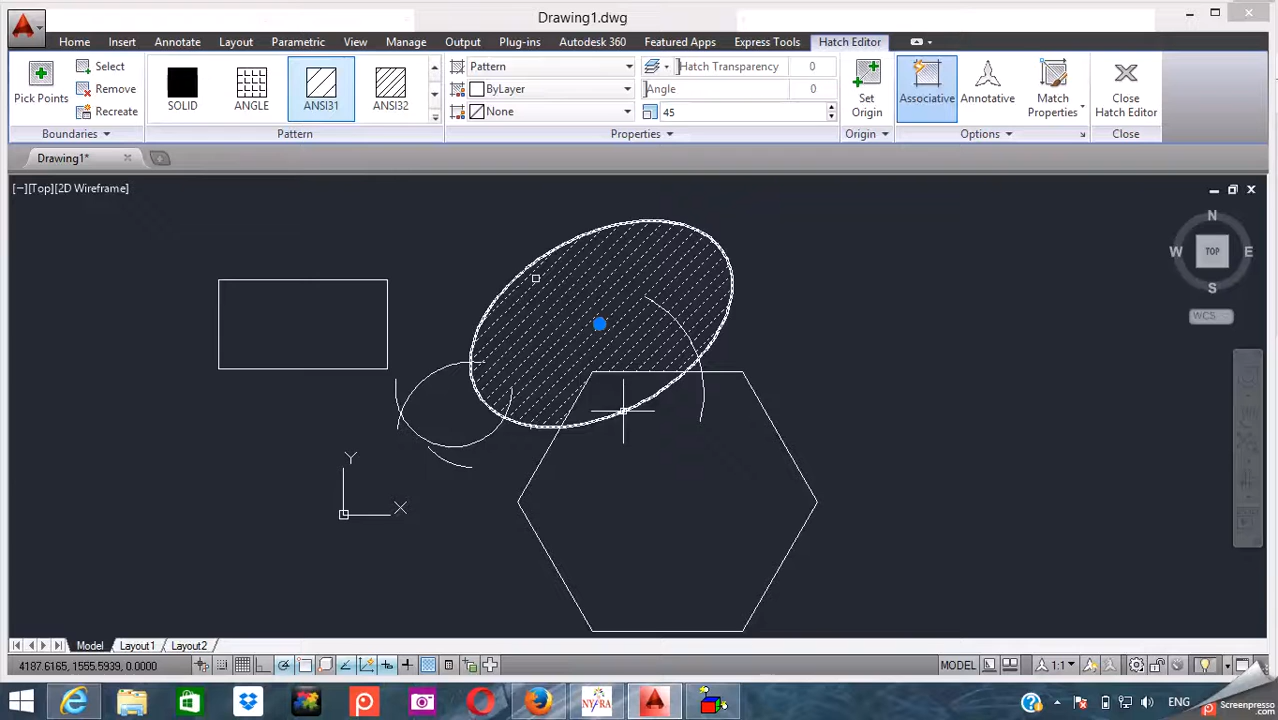 Drawing1.dwg
Home Insert Annotate Layout Parametric View Manage Output Plug-ins Autodesk 360 Featured Apps Express Tools Hatch Editor
Pick Points
Select
Remove
Recreate
Boundaries
SOLID ANGLE ANSI31 ANSI32
Pattern
Pattern
ByLayer
None
Hatch Transparency 0
Angle 0
45
Properties
Set
Origin
Origin
Associative
Annotative
Match
Properties
Options
Close
Hatch Editor
Close
Drawing1*
[−][Top][2D Wireframe]
N
W TOP E
S
WCS
Y
X
Model Layout1 Layout2
4187.6165, 1555.5939, 0.0000
MODEL
1:1
NYRA
ENG
Screenpresso
.com